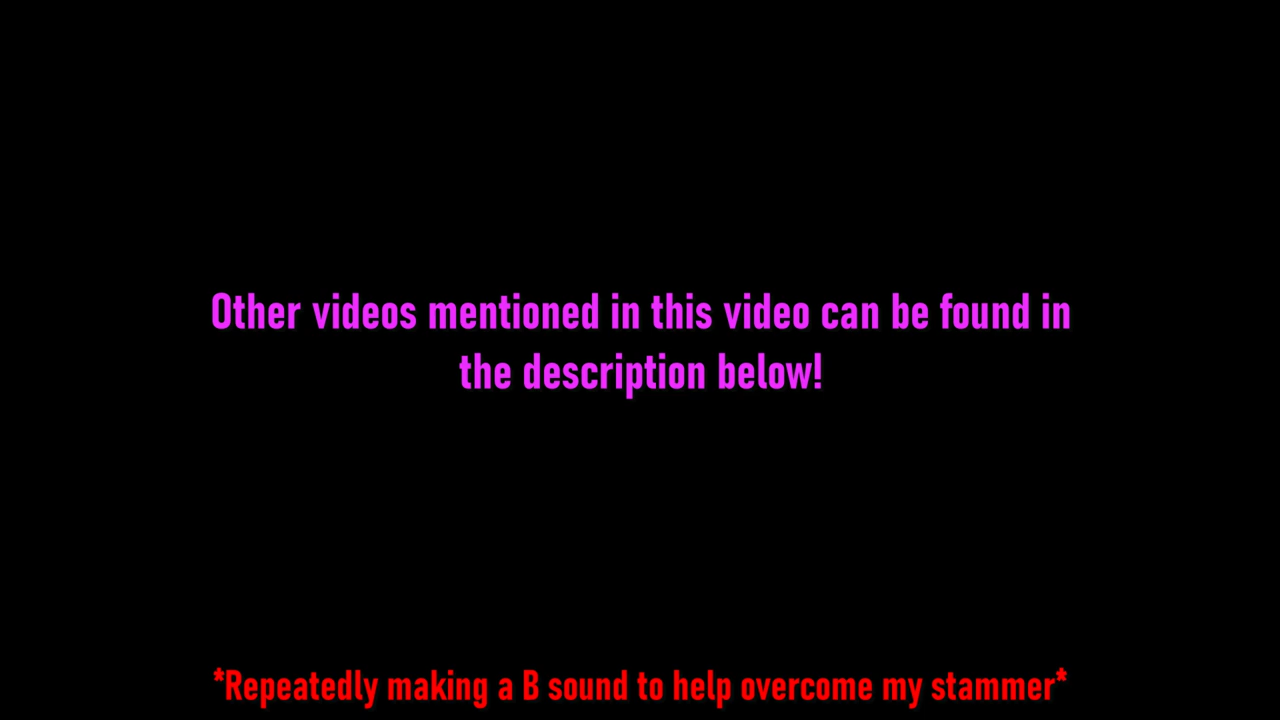 Other videos mentioned in this video can be found in
the description below!
*Repeatedly making a B sound to help overcome my stammer*